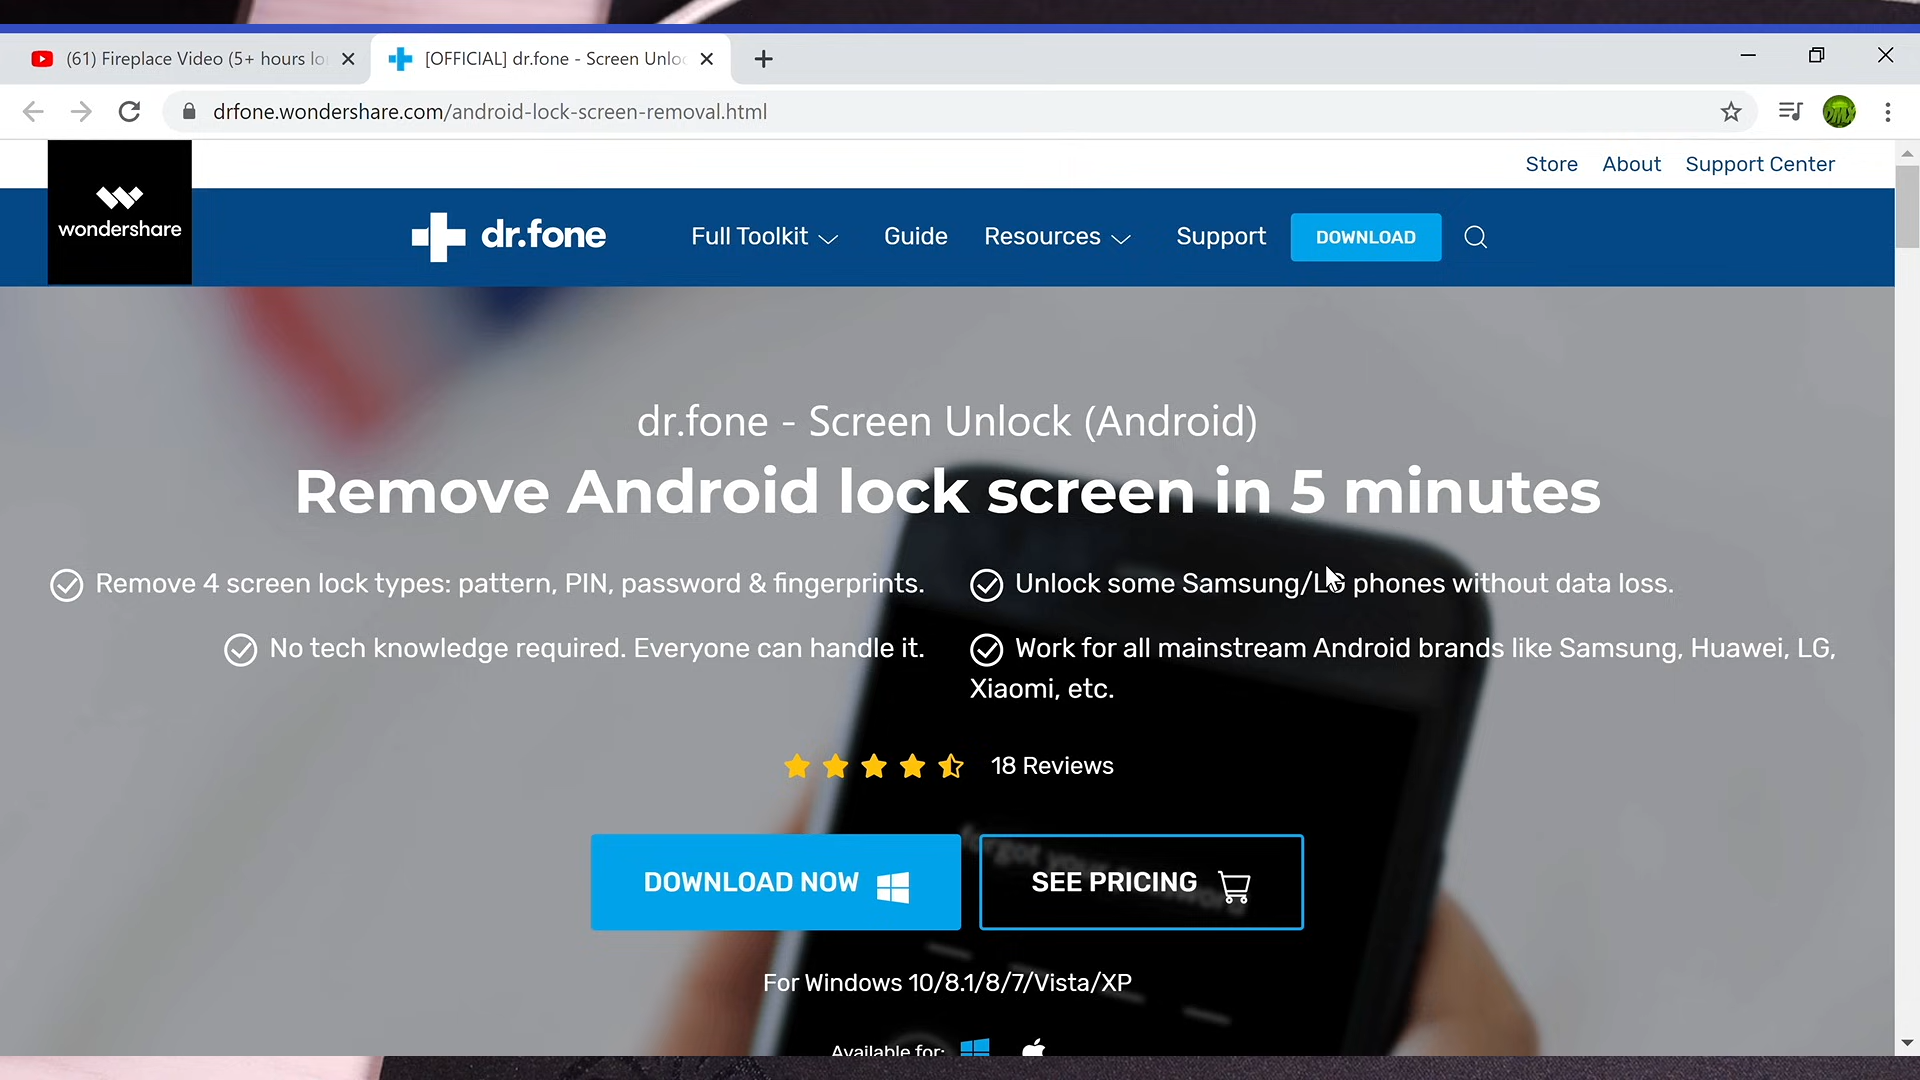 (61) Fireplace Video (5+ hours lo
[OFFICIAL] dr.fone - Screen Unloc
drfone.wondershare.com/android-lock-screen-removal.html
Store About Support Center
wondershare
dr.fone
Full Toolkit Guide Resources Support DOWNLOAD
dr.fone - Screen Unlock (Android)
Remove Android lock screen in 5 minutes
Remove 4 screen lock types: pattern, PIN, password & fingerprints.
Unlock some Samsung/LG phones without data loss.
No tech knowledge required. Everyone can handle it.
Work for all mainstream Android brands like Samsung, Huawei, LG,
Xiaomi, etc.
18 Reviews
forgot your password
DOWNLOAD NOW
SEE PRICING
For Windows 10/8.1/8/7/Vista/XP
Available for: